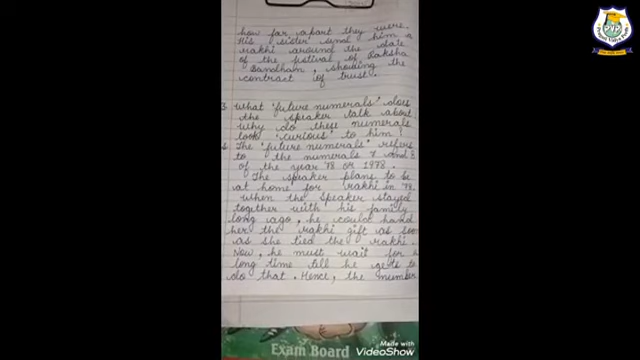 how far apart they were.
His sister send him a
rakhi around the date
of the festival of Raksha
Bandham, showing the
contract of trust.
3 What "future numerals" does
the speaker talk about.
why do these numerals
look 'curious' to him?
The "future numerals" refers
to the numerals 7 and 8
of the year '78 or 1978.
The speaker plans to be
at home for rakhi in '78.
When the speaker stayed
together with his family
long ago, he could hand
her the rakhi gift as soon
as she tied the rakhi.
Now, he must wait for a
long time till he gets to
do that. Hence, the number
Exam Board
Made with
VideoShow
PVP